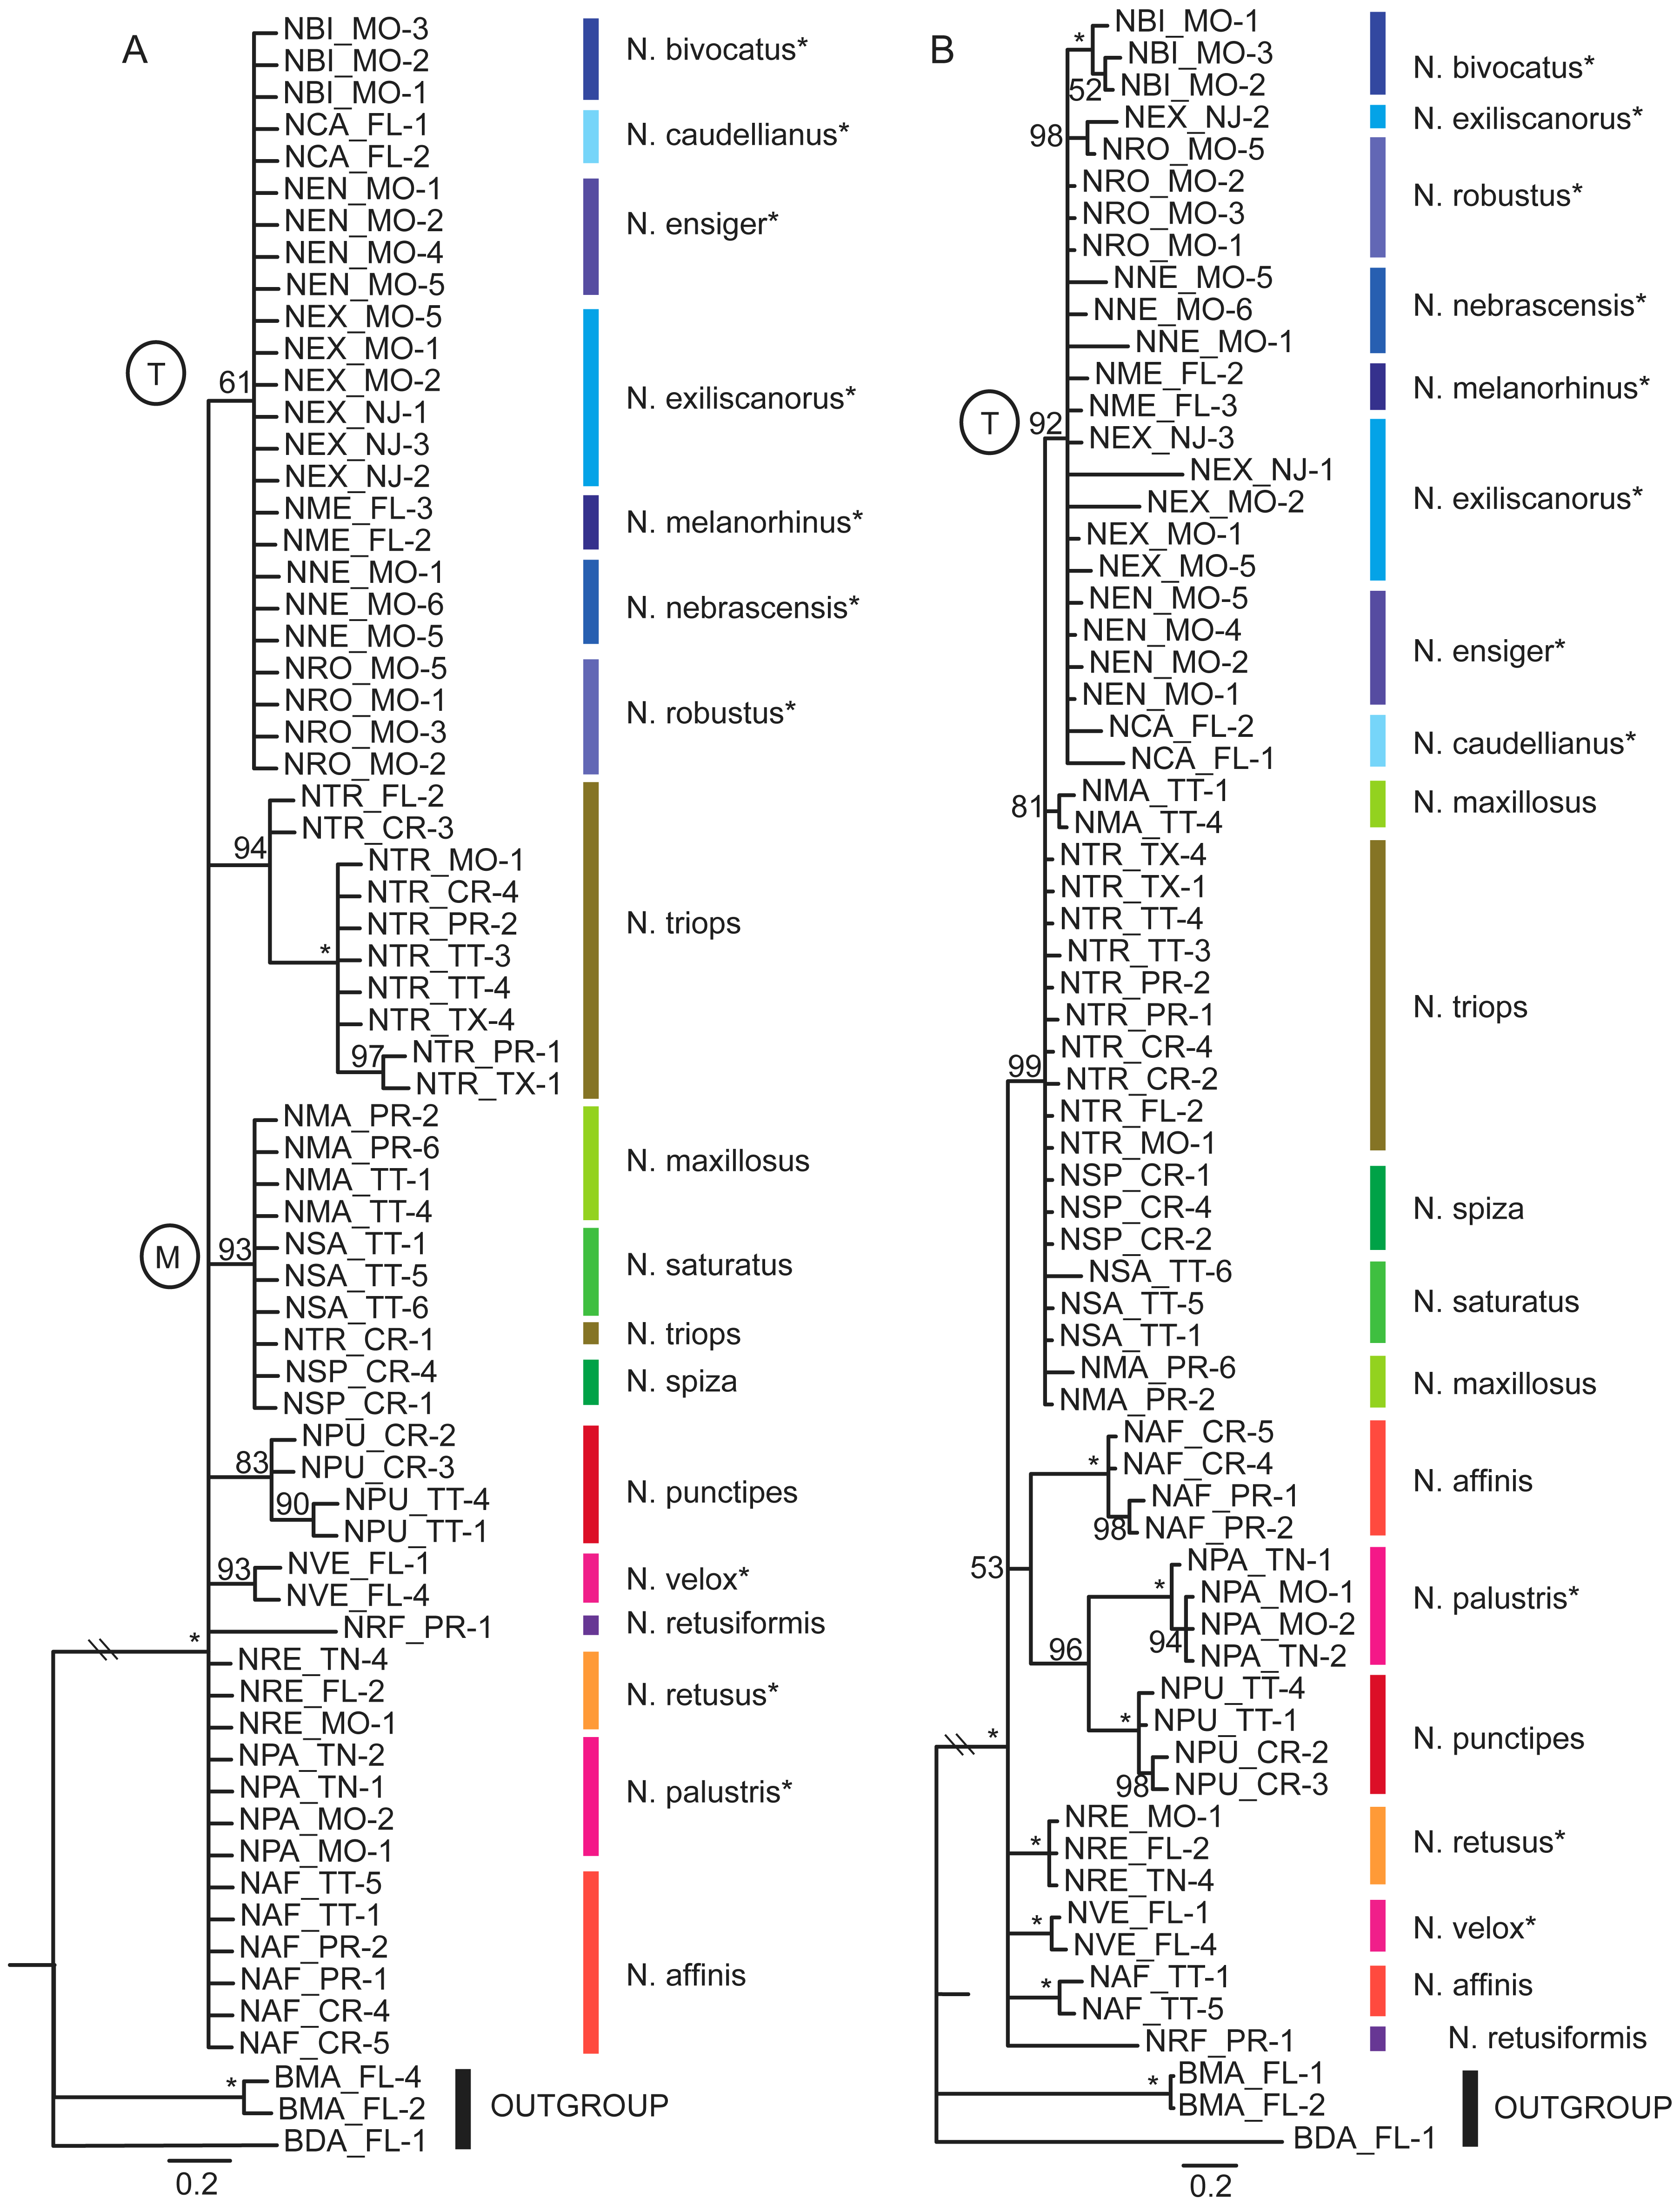 A
NBI_MO-3
NBI_MO-2
NBI_MO-1
N. bivocatus*
NCA_FL-1
NCA_FL-2
N. caudellianus*
NEN_MO-1
NEN_MO-2
NEN_MO-4
NEN_MO-5
N. ensiger*
NEX_MO-5
NEX_MO-1
NEX_MO-2
NEX_NJ-1
NEX_NJ-3
NEX_NJ-2
N. exiliscanorus*
T
61
NME_FL-3
NME_FL-2
N. melanorhinus*
NNE_MO-1
NNE_MO-6
NNE_MO-5
N. nebrascensis*
NRO_MO-5
NRO_MO-1
NRO_MO-3
NRO_MO-2
N. robustus*
NTR_FL-2
NTR_CR-3
94
NTR_MO-1
NTR_CR-4
NTR_PR-2
*
NTR_TT-3
NTR_TT-4
NTR_TX-4
97
NTR_PR-1
NTR_TX-1
N. triops
NMA_PR-2
NMA_PR-6
NMA_TT-1
NMA_TT-4
N. maxillosus
M
93
NSA_TT-1
NSA_TT-5
NSA_TT-6
N. saturatus
NTR_CR-1
N. triops
NSP_CR-4
NSP_CR-1
N. spiza
83
NPU_CR-2
NPU_CR-3
90
NPU_TT-4
NPU_TT-1
N. punctipes
93
NVE_FL-1
NVE_FL-4
N. velox*
NRF_PR-1
N. retusiformis
*
NRE_TN-4
NRE_FL-2
NRE_MO-1
N. retusus*
NPA_TN-2
NPA_TN-1
NPA_MO-2
NPA_MO-1
N. palustris*
NAF_TT-5
NAF_TT-1
NAF_PR-2
NAF_PR-1
NAF_CR-4
NAF_CR-5
N. affinis
*
BMA_FL-4
BMA_FL-2
BDA_FL-1
OUTGROUP
0.2
B
*
NBI_MO-1
NBI_MO-3
NBI_MO-2
52
N. bivocatus*
98
NEX_NJ-2
N. exiliscanorus*
NRO_MO-5
NRO_MO-2
NRO_MO-3
NRO_MO-1
N. robustus*
NNE_MO-5
NNE_MO-6
NNE_MO-1
N. nebrascensis*
NME_FL-2
NME_FL-3
N. melanorhinus*
T
92
NEX_NJ-3
NEX_NJ-1
NEX_MO-2
NEX_MO-1
NEX_MO-5
N. exiliscanorus*
NEN_MO-5
NEN_MO-4
NEN_MO-2
NEN_MO-1
N. ensiger*
NCA_FL-2
NCA_FL-1
N. caudellianus*
81
NMA_TT-1
NMA_TT-4
N. maxillosus
NTR_TX-4
NTR_TX-1
NTR_TT-4
NTR_TT-3
NTR_PR-2
NTR_PR-1
NTR_CR-4
NTR_CR-2
NTR_FL-2
NTR_MO-1
N. triops
99
NSP_CR-1
NSP_CR-4
NSP_CR-2
N. spiza
NSA_TT-6
NSA_TT-5
NSA_TT-1
N. saturatus
NMA_PR-6
NMA_PR-2
N. maxillosus
*
NAF_CR-5
NAF_CR-4
NAF_PR-1
NAF_PR-2
98
N. affinis
53
*
NPA_TN-1
NPA_MO-1
NPA_MO-2
NPA_TN-2
94
N. palustris*
96
*
NPU_TT-4
NPU_TT-1
NPU_CR-2
NPU_CR-3
98
N. punctipes
*
*
NRE_MO-1
NRE_FL-2
NRE_TN-4
N. retusus*
*
NVE_FL-1
NVE_FL-4
N. velox*
*
NAF_TT-1
NAF_TT-5
N. affinis
NRF_PR-1
N. retusiformis
*
BMA_FL-1
BMA_FL-2
BDA_FL-1
OUTGROUP
0.2